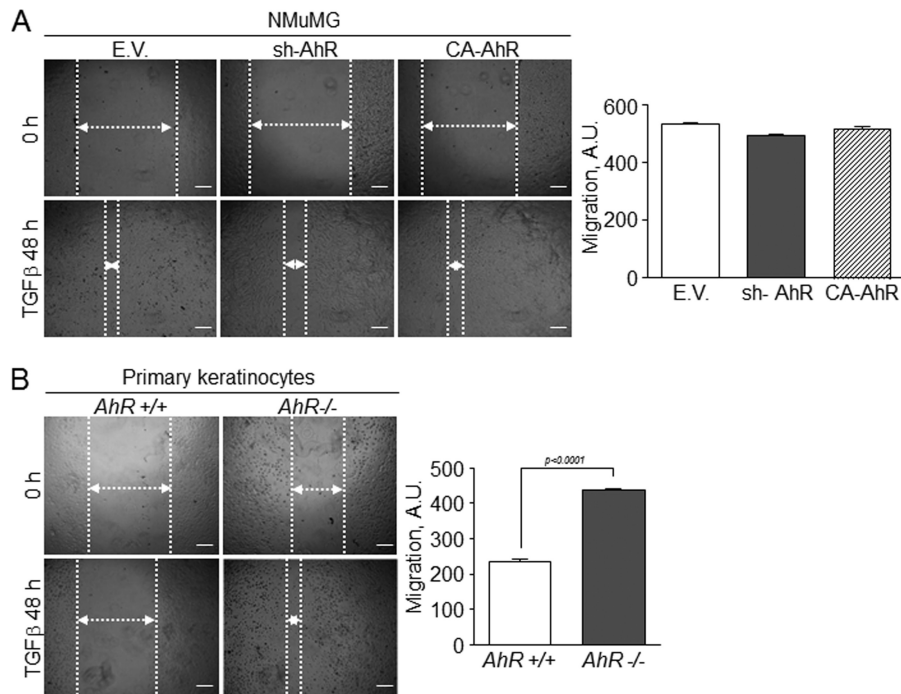 A
NMuMG
E.V. sh-AhR CA-AhR
0 h
TGFβ 48 h
Migration, A.U.
600
400
200
0
E.V. sh- AhR CA-AhR
B
Primary keratinocytes
AhR +/+ AhR-/-
0 h
TGFβ 48 h
Migration, A.U.
500
400
300
200
100
0
p<0.0001
AhR +/+ AhR -/-